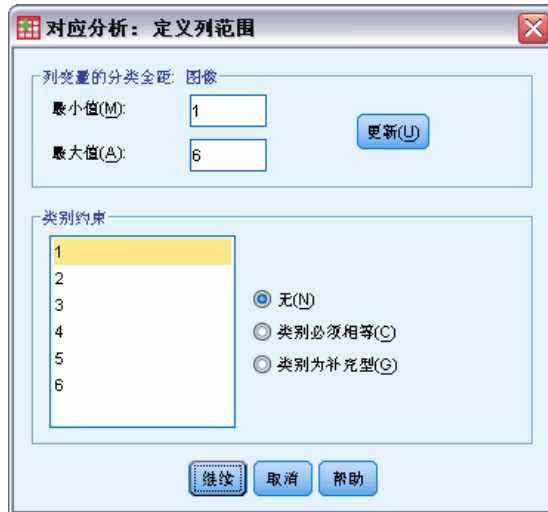 对应分析：定义列范围
列变量的分类全距: 图像
最小值(M):
1
更新(U)
最大值(A):
6
类别约束
1
2
3
4
5
6
无(N)
类别必须相等(C)
类别为补充型(G)
继续
取消
帮助